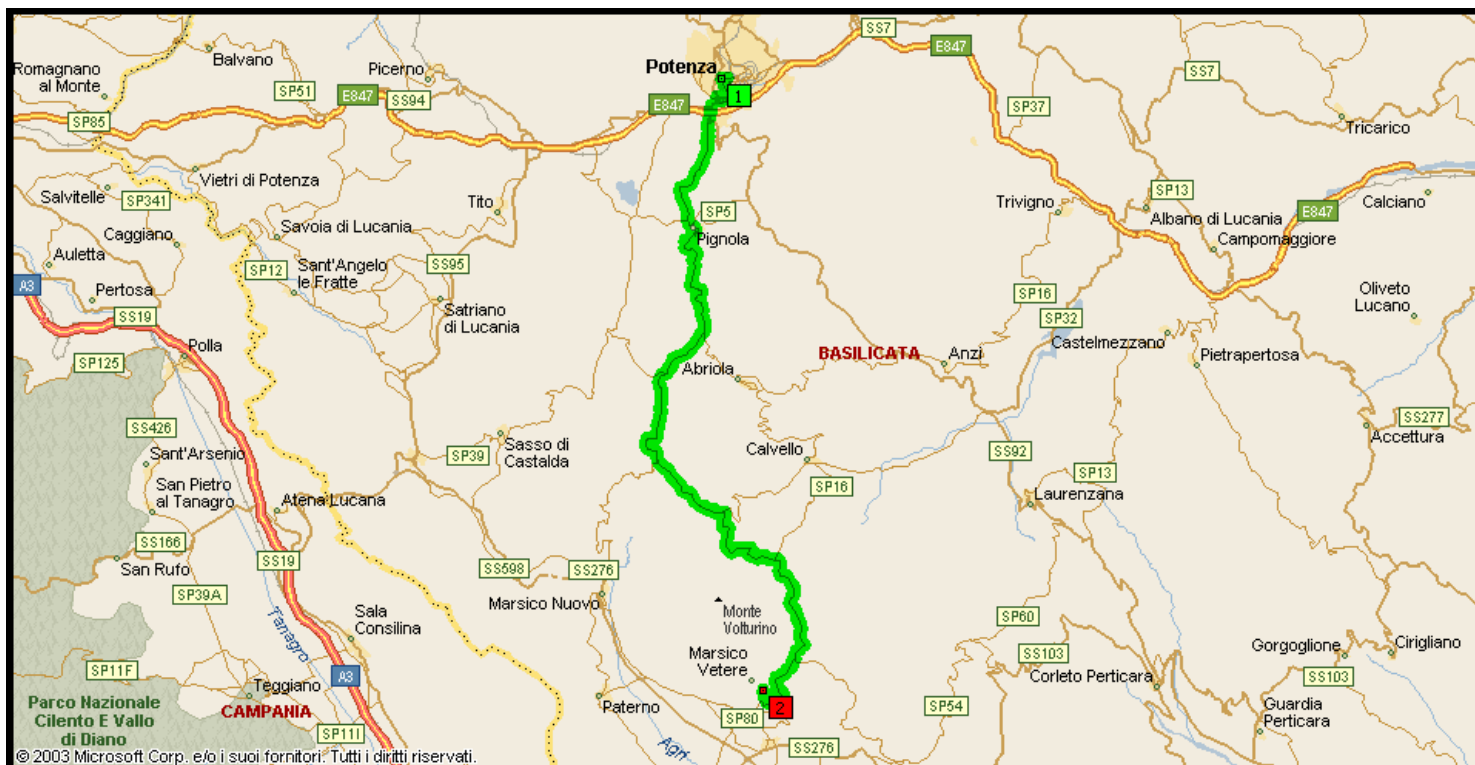 SS7
Balvano
E847
Romagnano
al Monte
Picerno
Potenza
SS7
SP51
E847
SS94
1
E847
SP37
SP85
Tricarico
Vietri di Potenza
Salvitelle
SP341
Tito
SP5
Trivigno
SP13
Calciano
Albano di Lucania
E847
Caggiano
Savoia di Lucania
Pignola
Campomaggiore
Auletta
SP12
Sant'Angelo
le Fratte
SS95
A3
Pertosa
SP16
Oliveto
Lucano
SS19
Satriano
di Lucania
SP32
Polla
Castelmezzano
SP125
BASILICATA
Anzi
Pietrapertosa
Abriola
SS426
SS277
Sasso di
Castalda
Accettura
Sant'Arsenio
SP39
Calvello
SS92
SP13
San Pietro
al Tanagro
SP16
Atena Lucana
Laurenzana
SS166
SS19
San Rufo
SS598
SS276
SP39A
Marsico Nuovo
Monte
Volturino
Tanagro
Sala
Consilina
SP60
Gorgoglione
Cirigliano
SP11F
Marsico
Vetere
SS103
A3
Corleto Perticara
SS103
Teggiano
Parco Nazionale
Cilento E Vallo
di Diano
CAMPANIA
Paterno
2
SP54
Guardia
Perticara
SP80
SP11I
Agri
SS276
© 2003 Microsoft Corp. e/o i suoi fornitori. Tutti i diritti riservati.